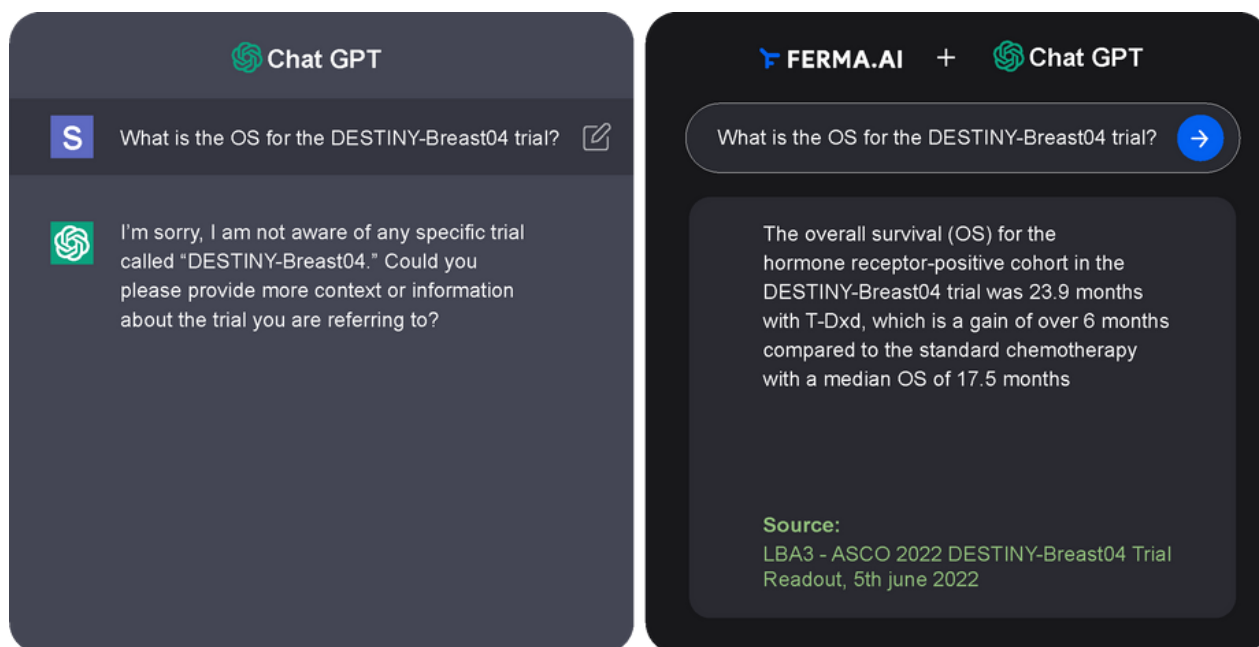 Chat GPT
S
What is the OS for the DESTINY-Breast04 trial?
I'm sorry, I am not aware of any specific trial
called “DESTINY-Breast04.” Could you
please provide more context or information
about the trial you are referring to?
FERMA.AI + Chat GPT
What is the OS for the DESTINY-Breast04 trial?
The overall survival (OS) for the
hormone receptor-positive cohort in the
DESTINY-Breast04 trial was 23.9 months
with T-Dxd, which is a gain of over 6 months
compared to the standard chemotherapy
with a median OS of 17.5 months
Source:
LBA3 - ASCO 2022 DESTINY-Breast04 Trial
Readout, 5th june 2022